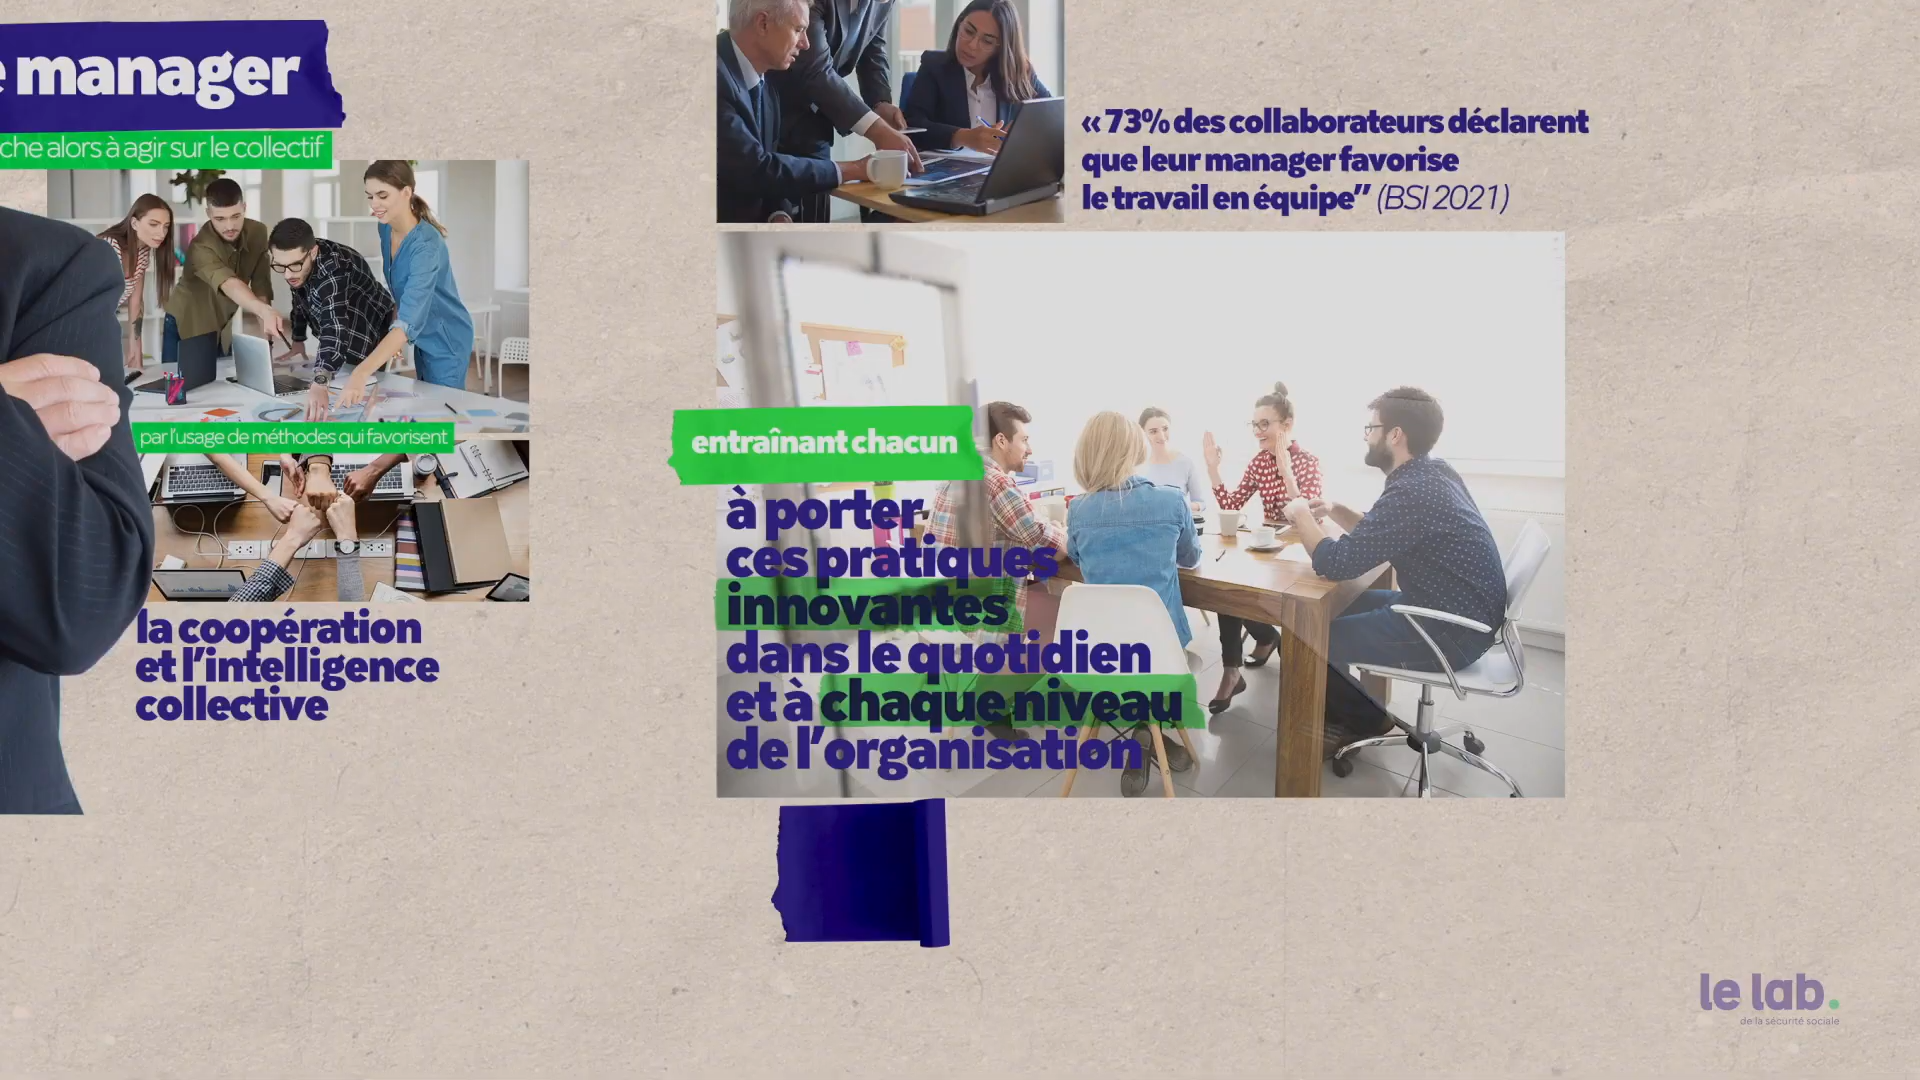 manager
che alors à agir sur le collectif
par l'usage de méthodes qui favorisent
la coopération
et l'intelligence
collective
« 73% des collaborateurs déclarent
que leur manager favorise
le travail en équipe” (BSI 2021)
entraînant chacun
à porter
ces pratiques
innovantes
dans le quotidien
et à chaque niveau
de l'organisation
le lab.
de la sécurité sociale